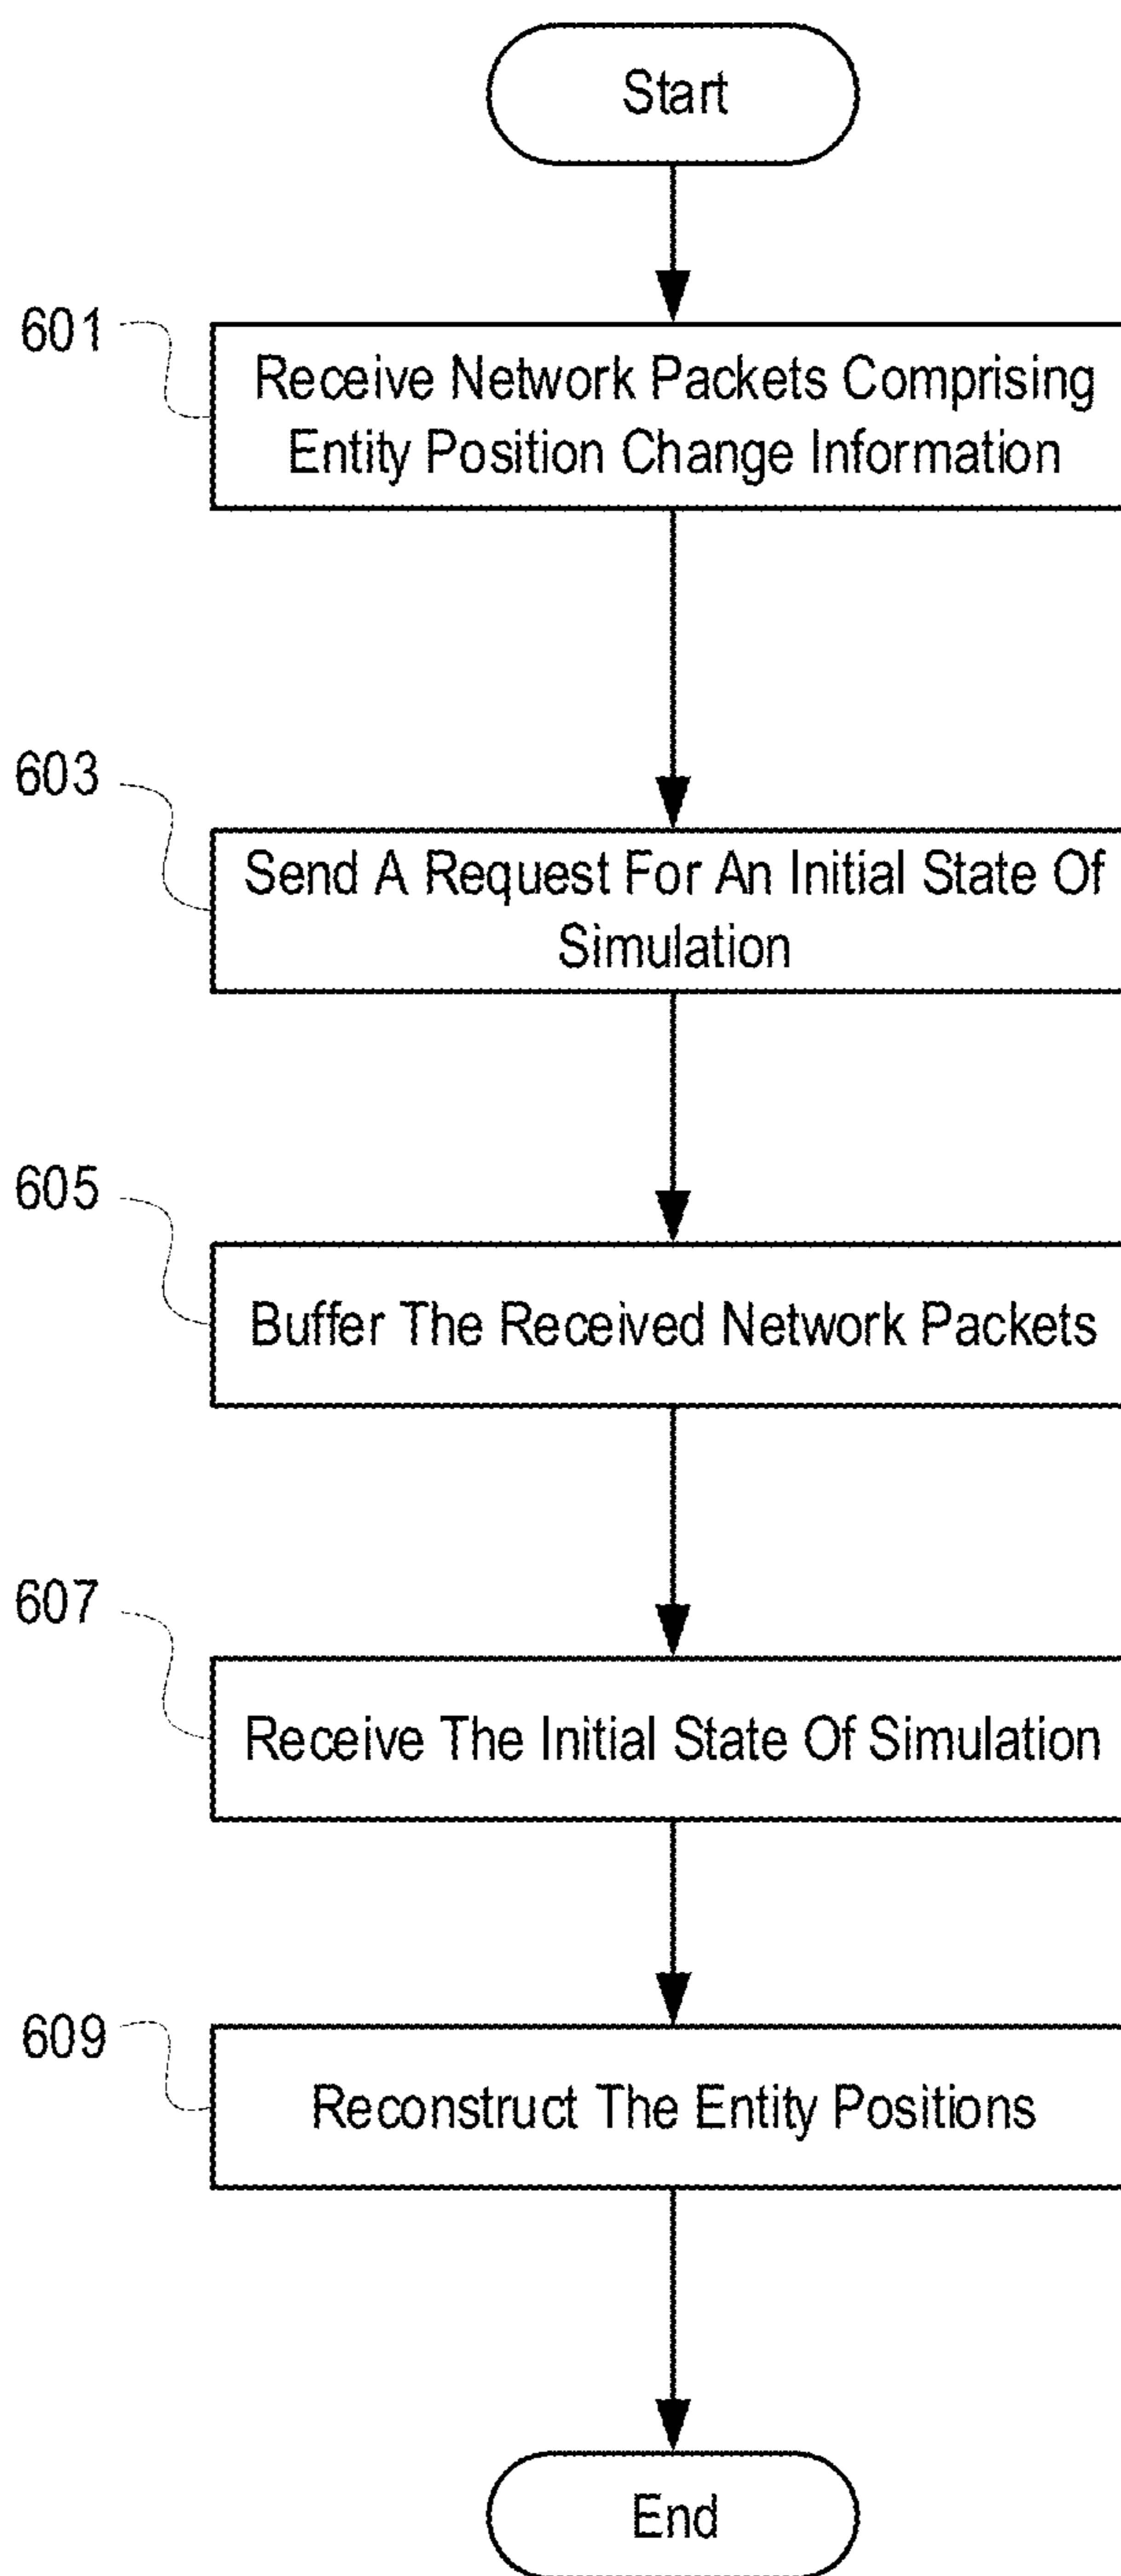 Start
601
Receive Network Packets Comprising
Entity Position Change Information
603
Send A Request For An Initial State Of
Simulation
605
Buffer The Received Network Packets
607
Receive The Initial State Of Simulation
609
Reconstruct The Entity Positions
End